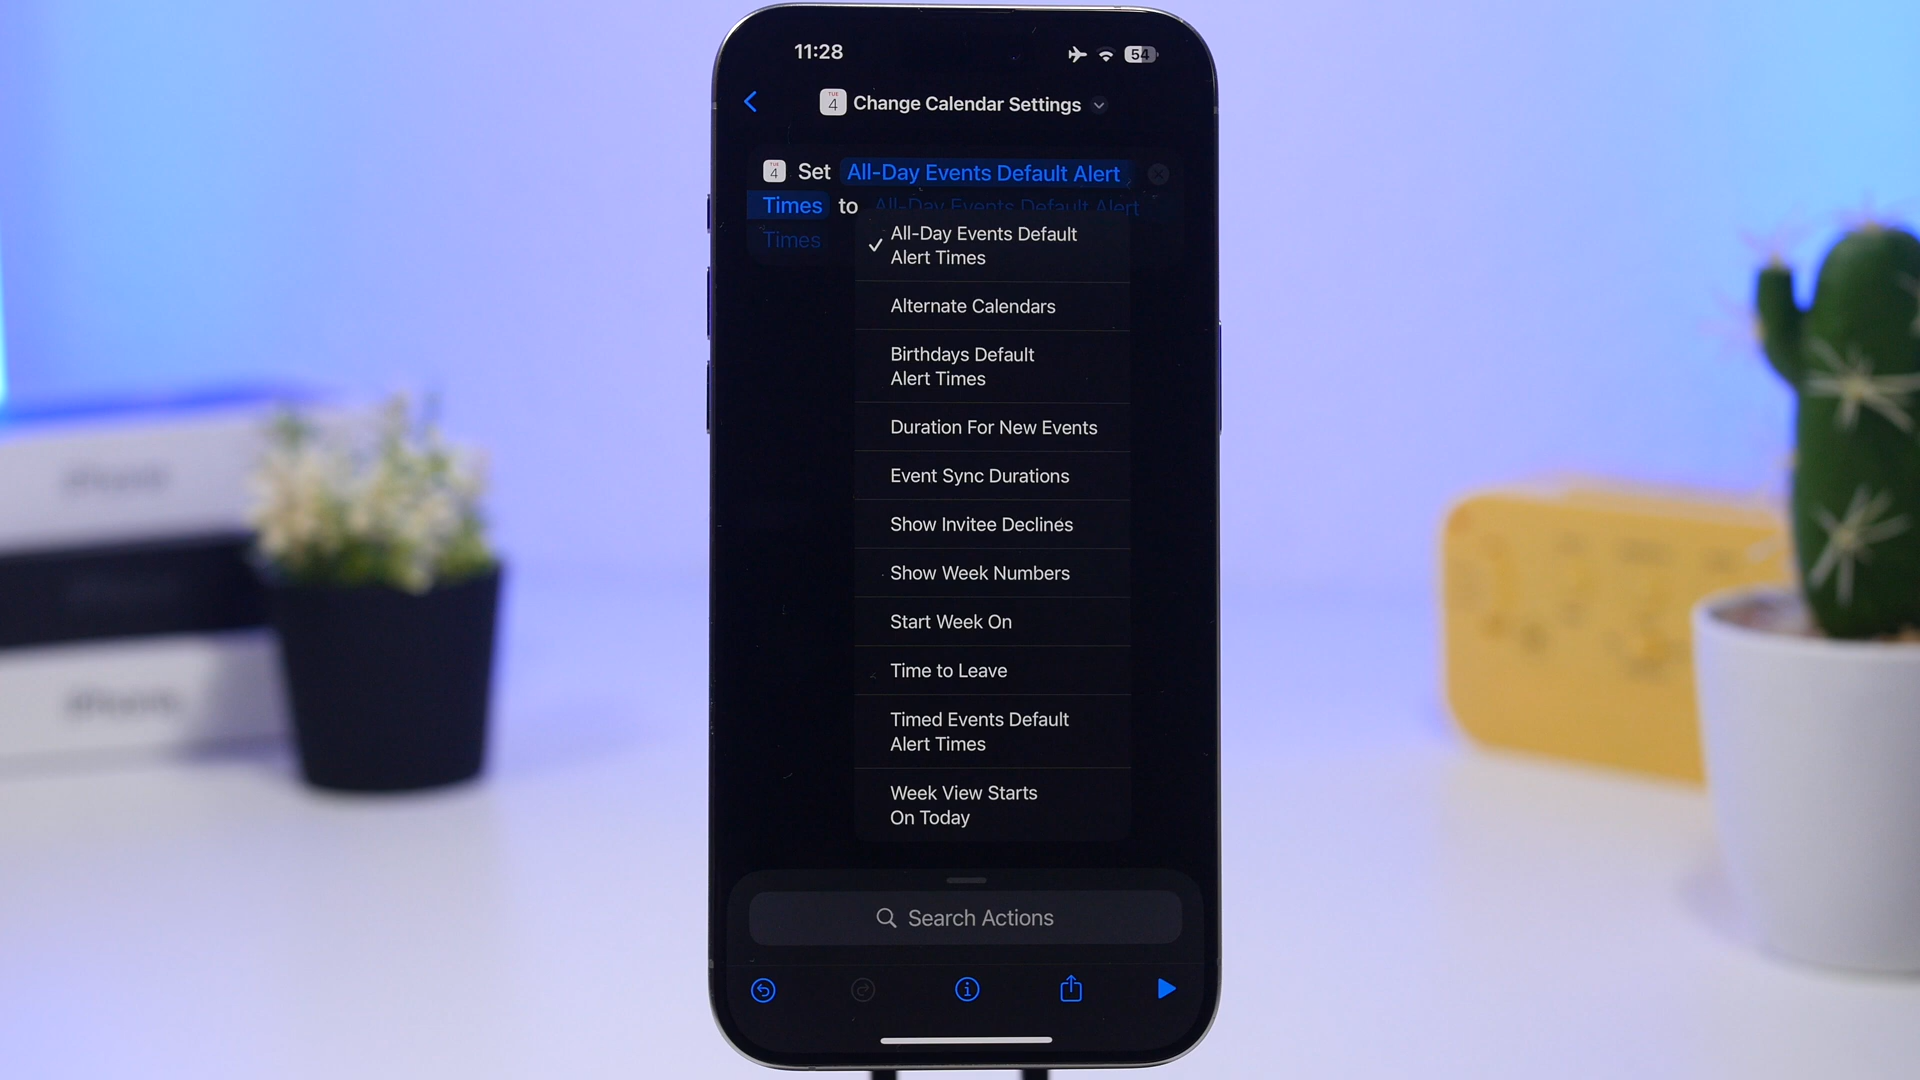 11:28
54
TUE
4
Change Calendar Settings
4
Set All-Day Events Default Alert
Times to All-Day Events Default Alert
Times
All-Day Events Default
Alert Times
Alternate Calendars
Birthdays Default
Alert Times
Duration For New Events
Event Sync Durations
Show Invitee Declines
Show Week Numbers
Start Week On
Time to Leave
Timed Events Default
Alert Times
Week View Starts
On Today
Search Actions